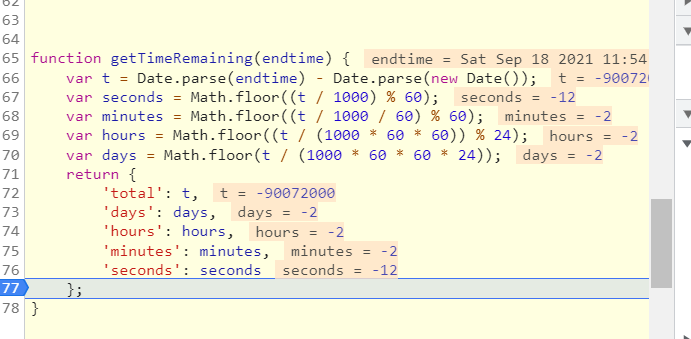 62
63
64
65 function getTimeRemaining(endtime) { endtime = Sat Sep 18 2021 11:54
66 var t = Date.parse(endtime) - Date.parse(new Date()); t = -90072
67 var seconds = Math.floor((t / 1000) % 60); seconds = -12
68 var minutes = Math.floor((t / 1000 / 60) % 60); minutes = -2
69 var hours = Math.floor((t / (1000 * 60 * 60)) % 24); hours = -2
70 var days = Math.floor(t / (1000 * 60 * 60 * 24)); days = -2
71 return {
72 'total': t, t = -90072000
73 'days': days, days = -2
74 'hours': hours, hours = -2
75 'minutes': minutes, minutes = -2
76 'seconds': seconds seconds = -12
77 };
78 }